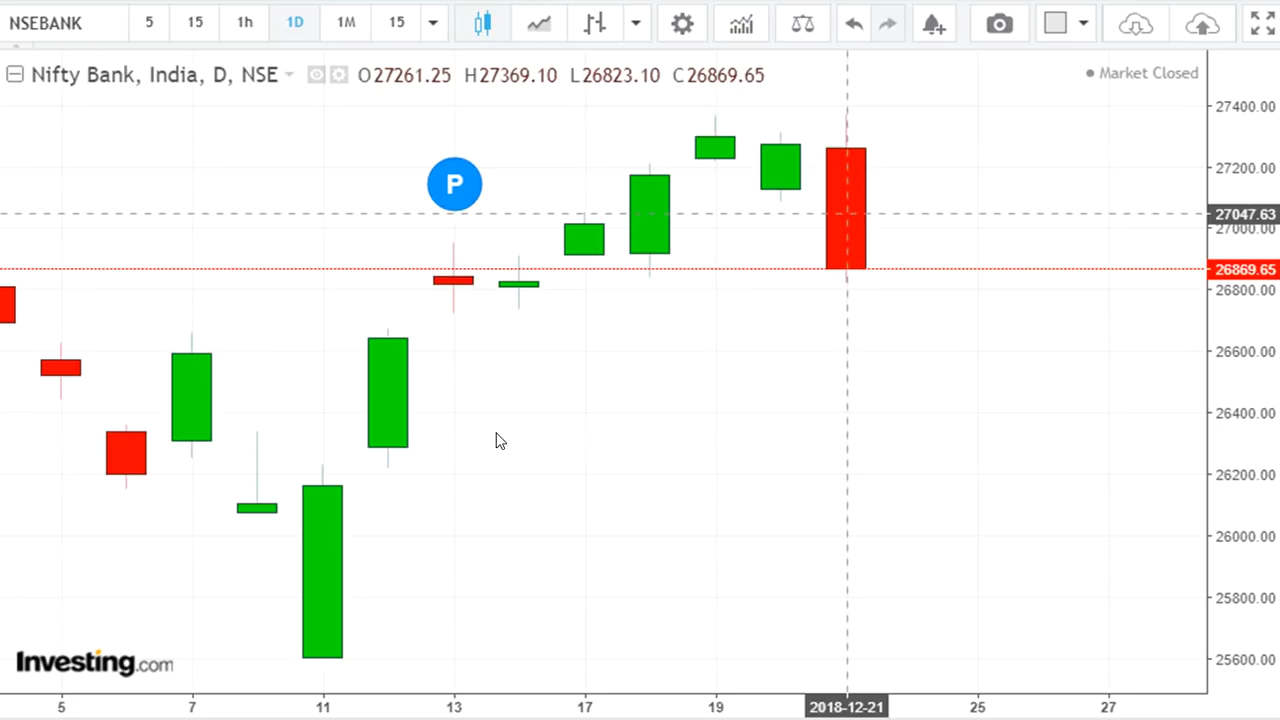 NSEBANK 5 15 1h 1D 1M 15
Nifty Bank, India, D, NSE O27261.25 H27369.10 L26823.10 C26869.65
Market Closed
27400.00
27200.00
P
27047.63
27000.00
26869.65
26800.00
26600.00
26400.00
26200.00
26000.00
25800.00
25600.00
Investing.com
5 7 11 13 17 19 2018-12-21 25 27